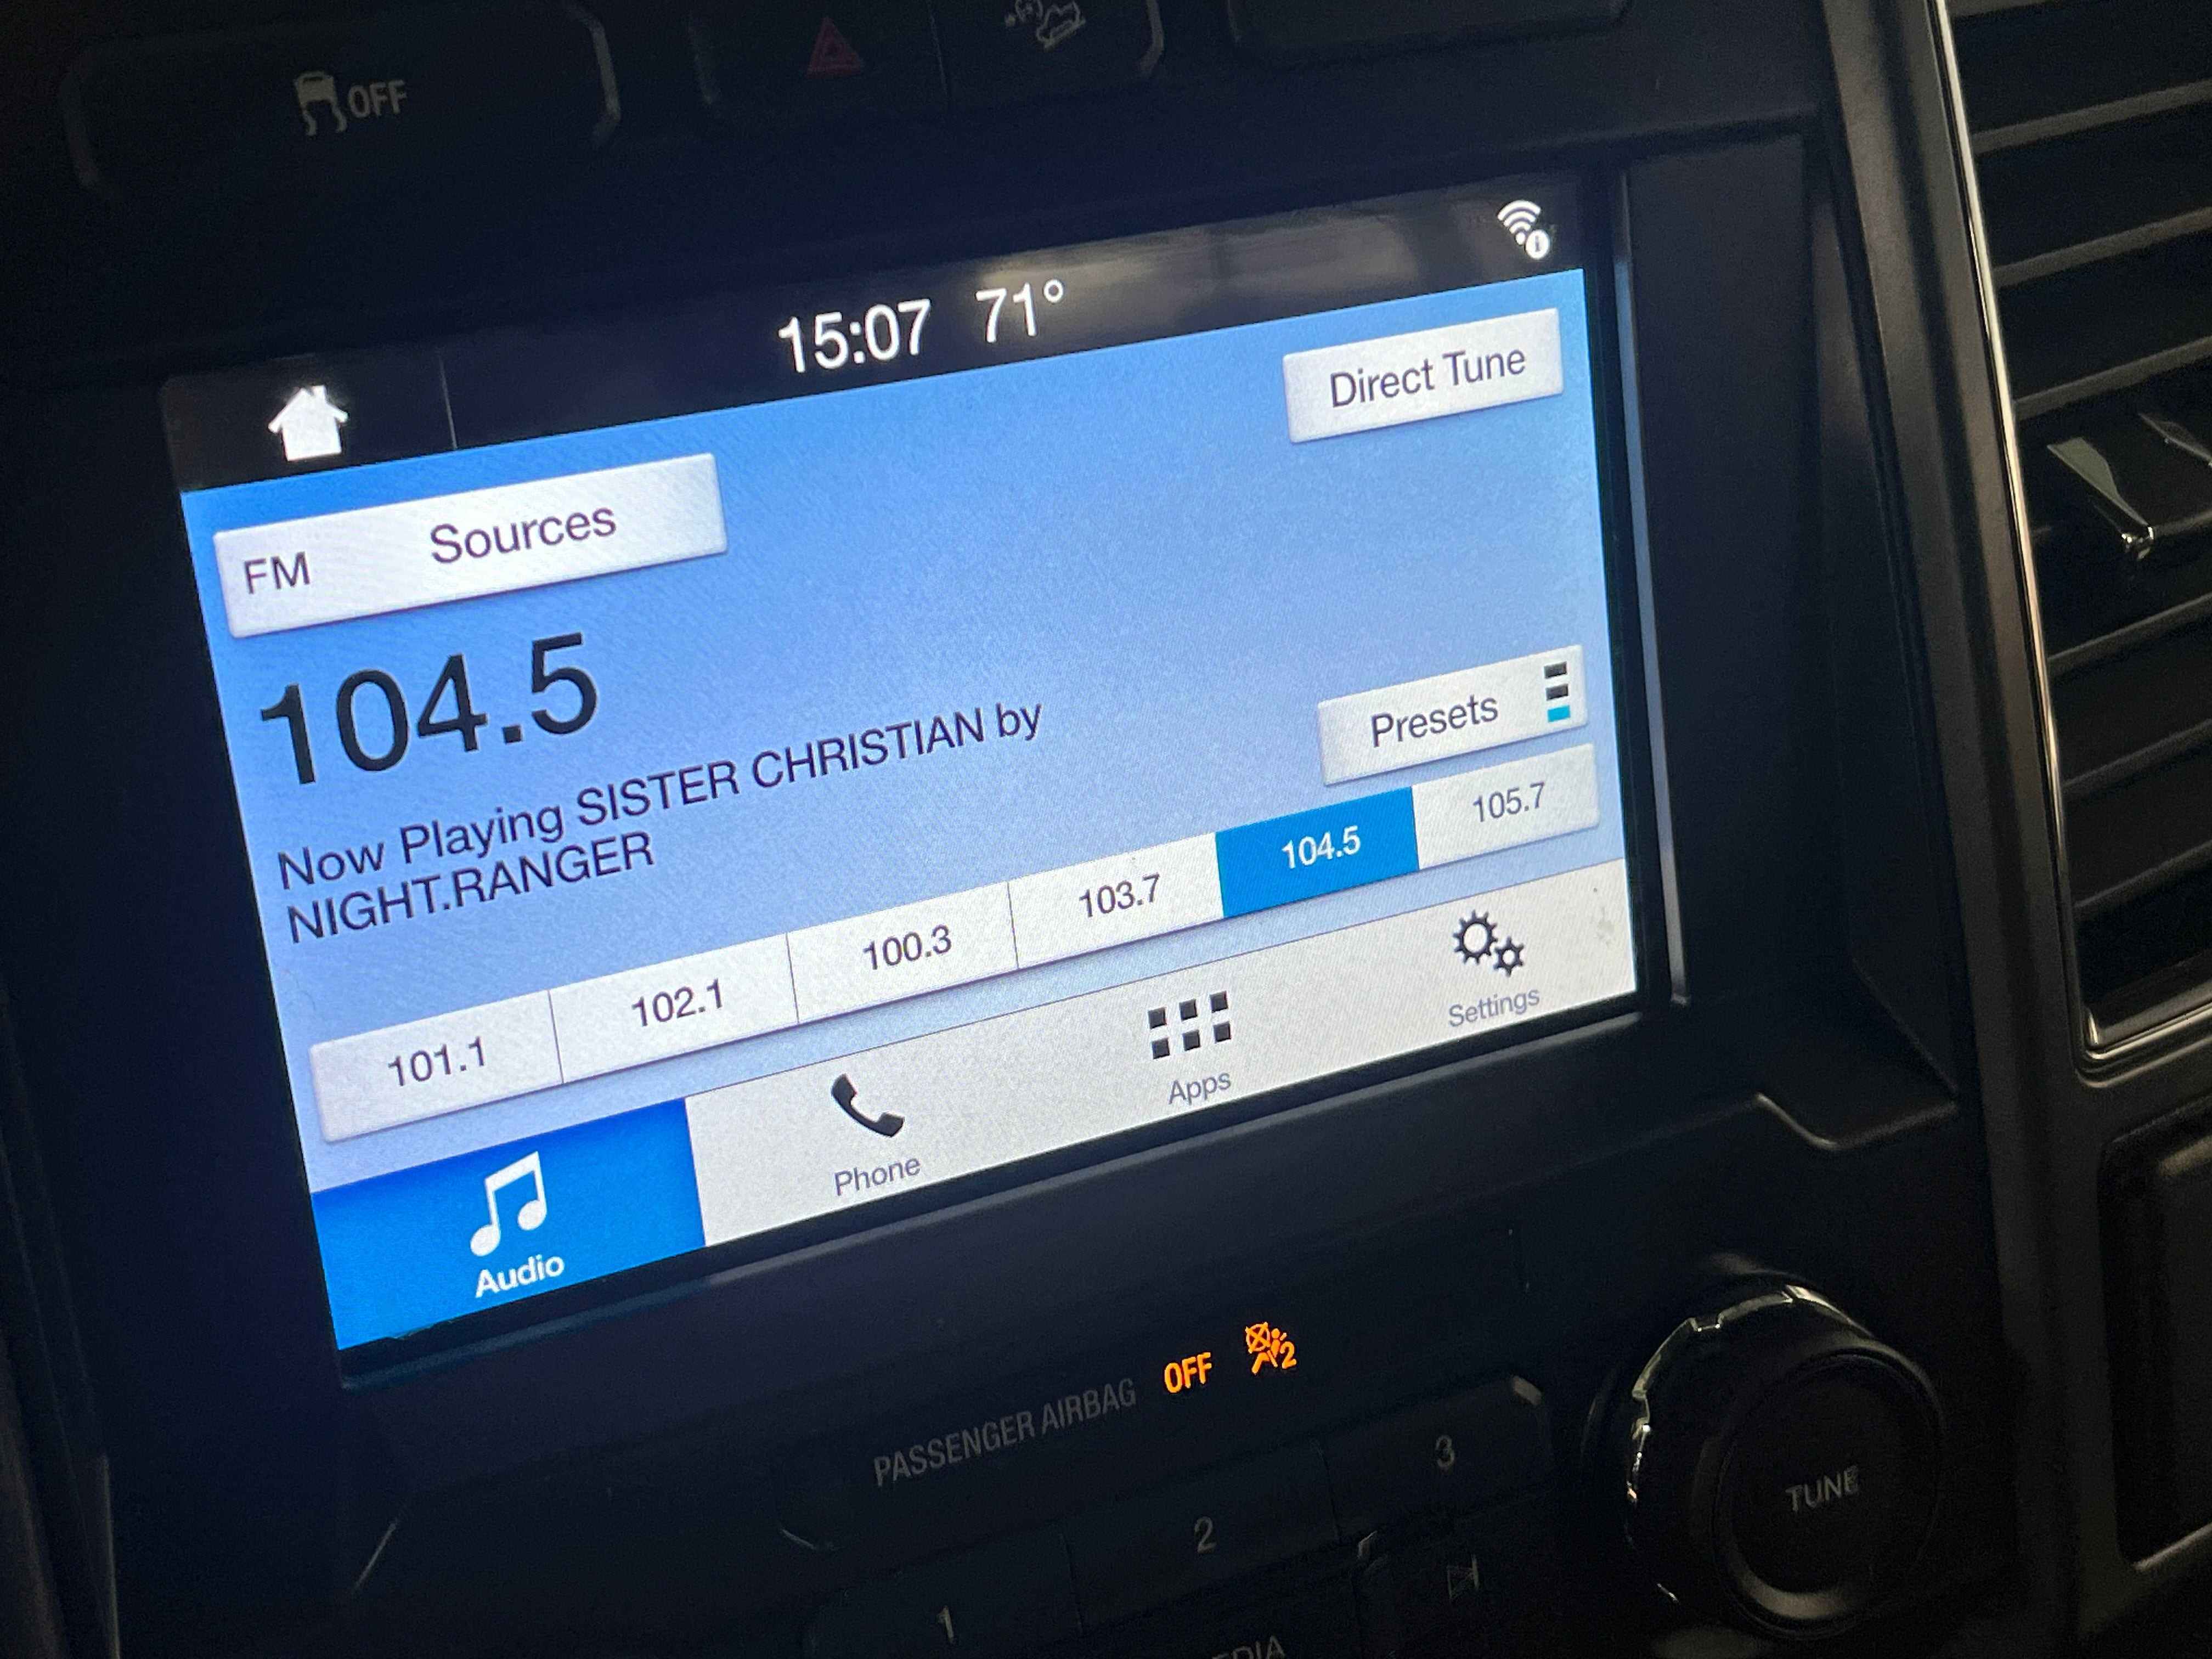 OFF
15:07 71°
Direct Tune
FM Sources
104.5
Now Playing SISTER CHRISTIAN by
NIGHT.RANGER
Presets
101.1 102.1 100.3 103.7 104.5 105.7
Audio Phone Apps Settings
PASSENGER AIRBAG OFF 2
1 2 3
TUNE